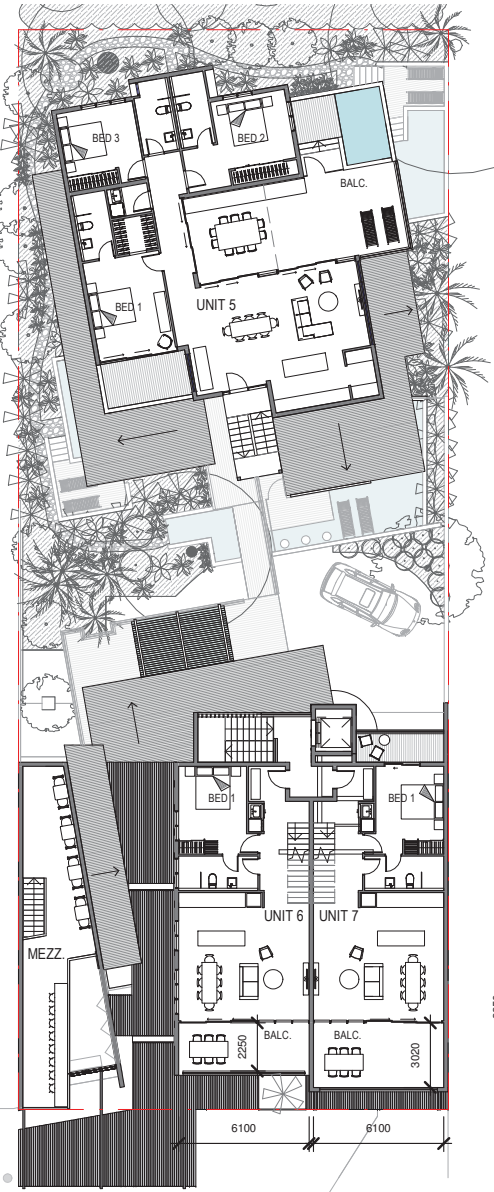 BED 3
BED 2
BALC.
BED 1
UNIT 5
BED 1
BED 1
UNIT 6
UNIT 7
MEZZ.
BALC.
BALC.
2250
3020
6100
6100